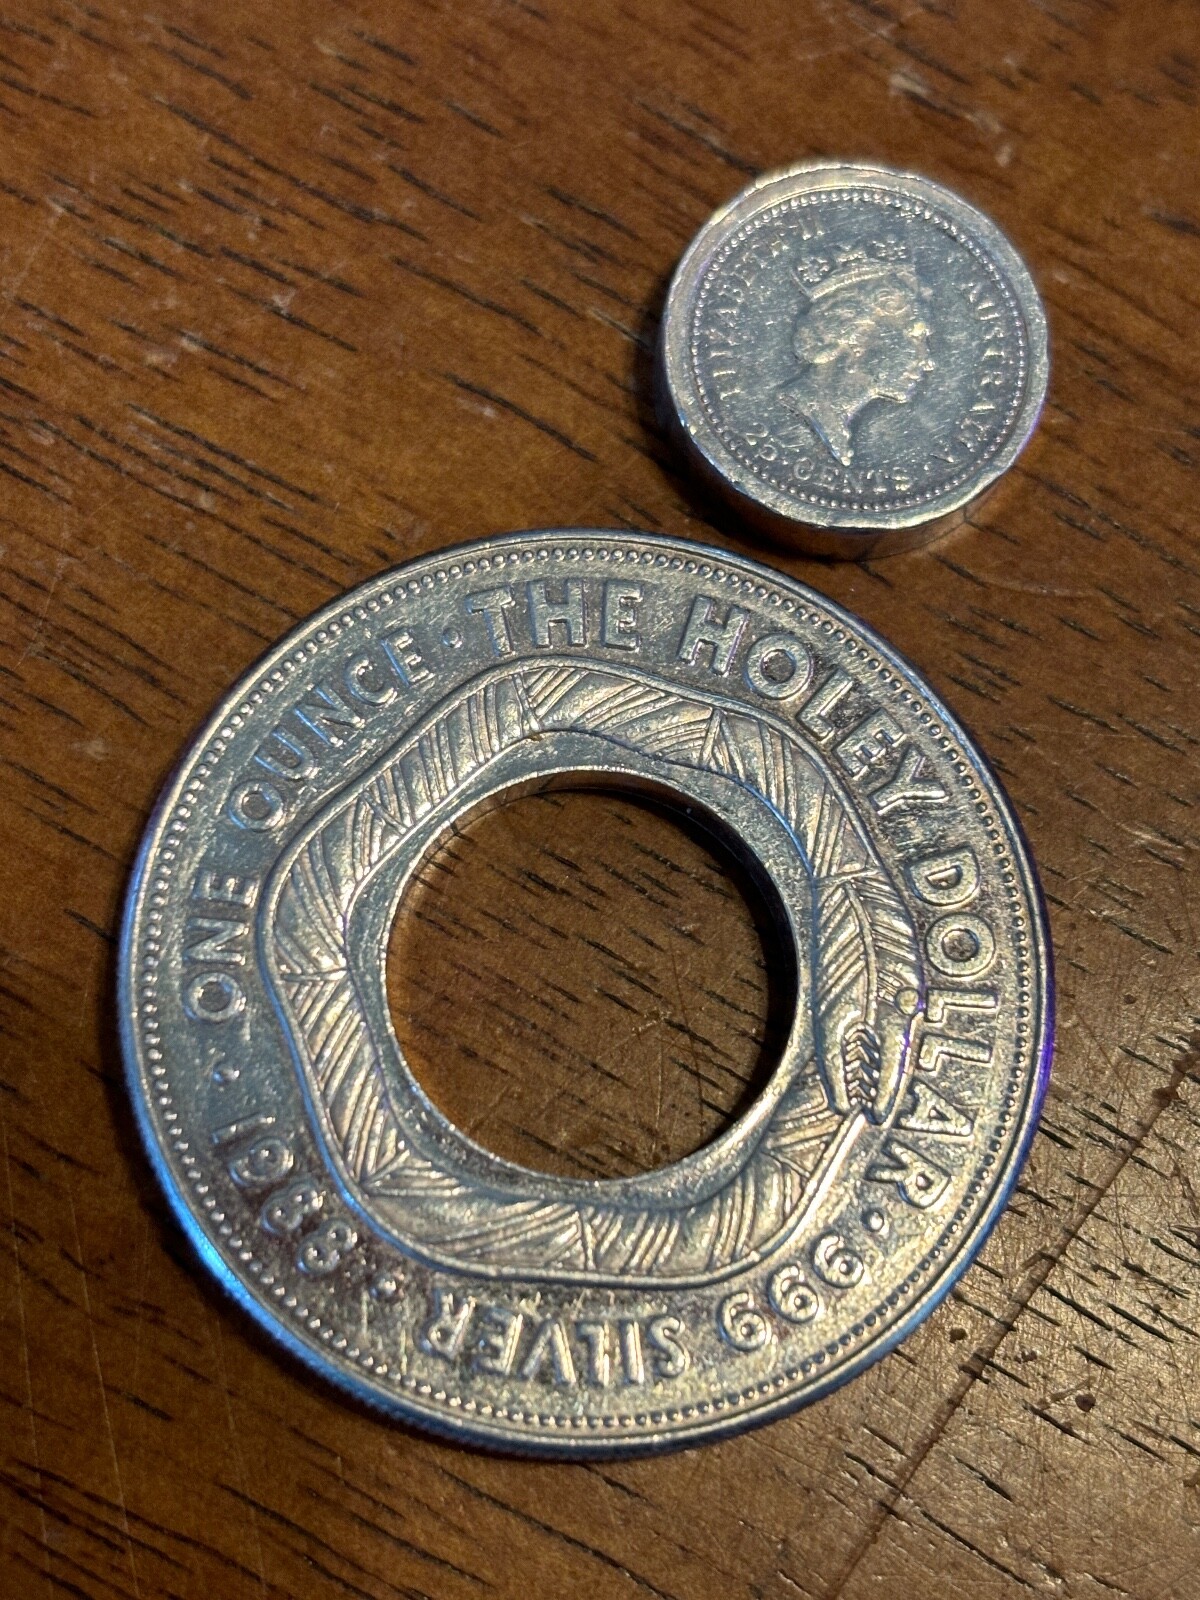 ELIZABETH II AUSTRALIA · 25 CENTS ·
ONE OUNCE · THE HOLEY DOLLAR · 999 SILVER · 1988 ·